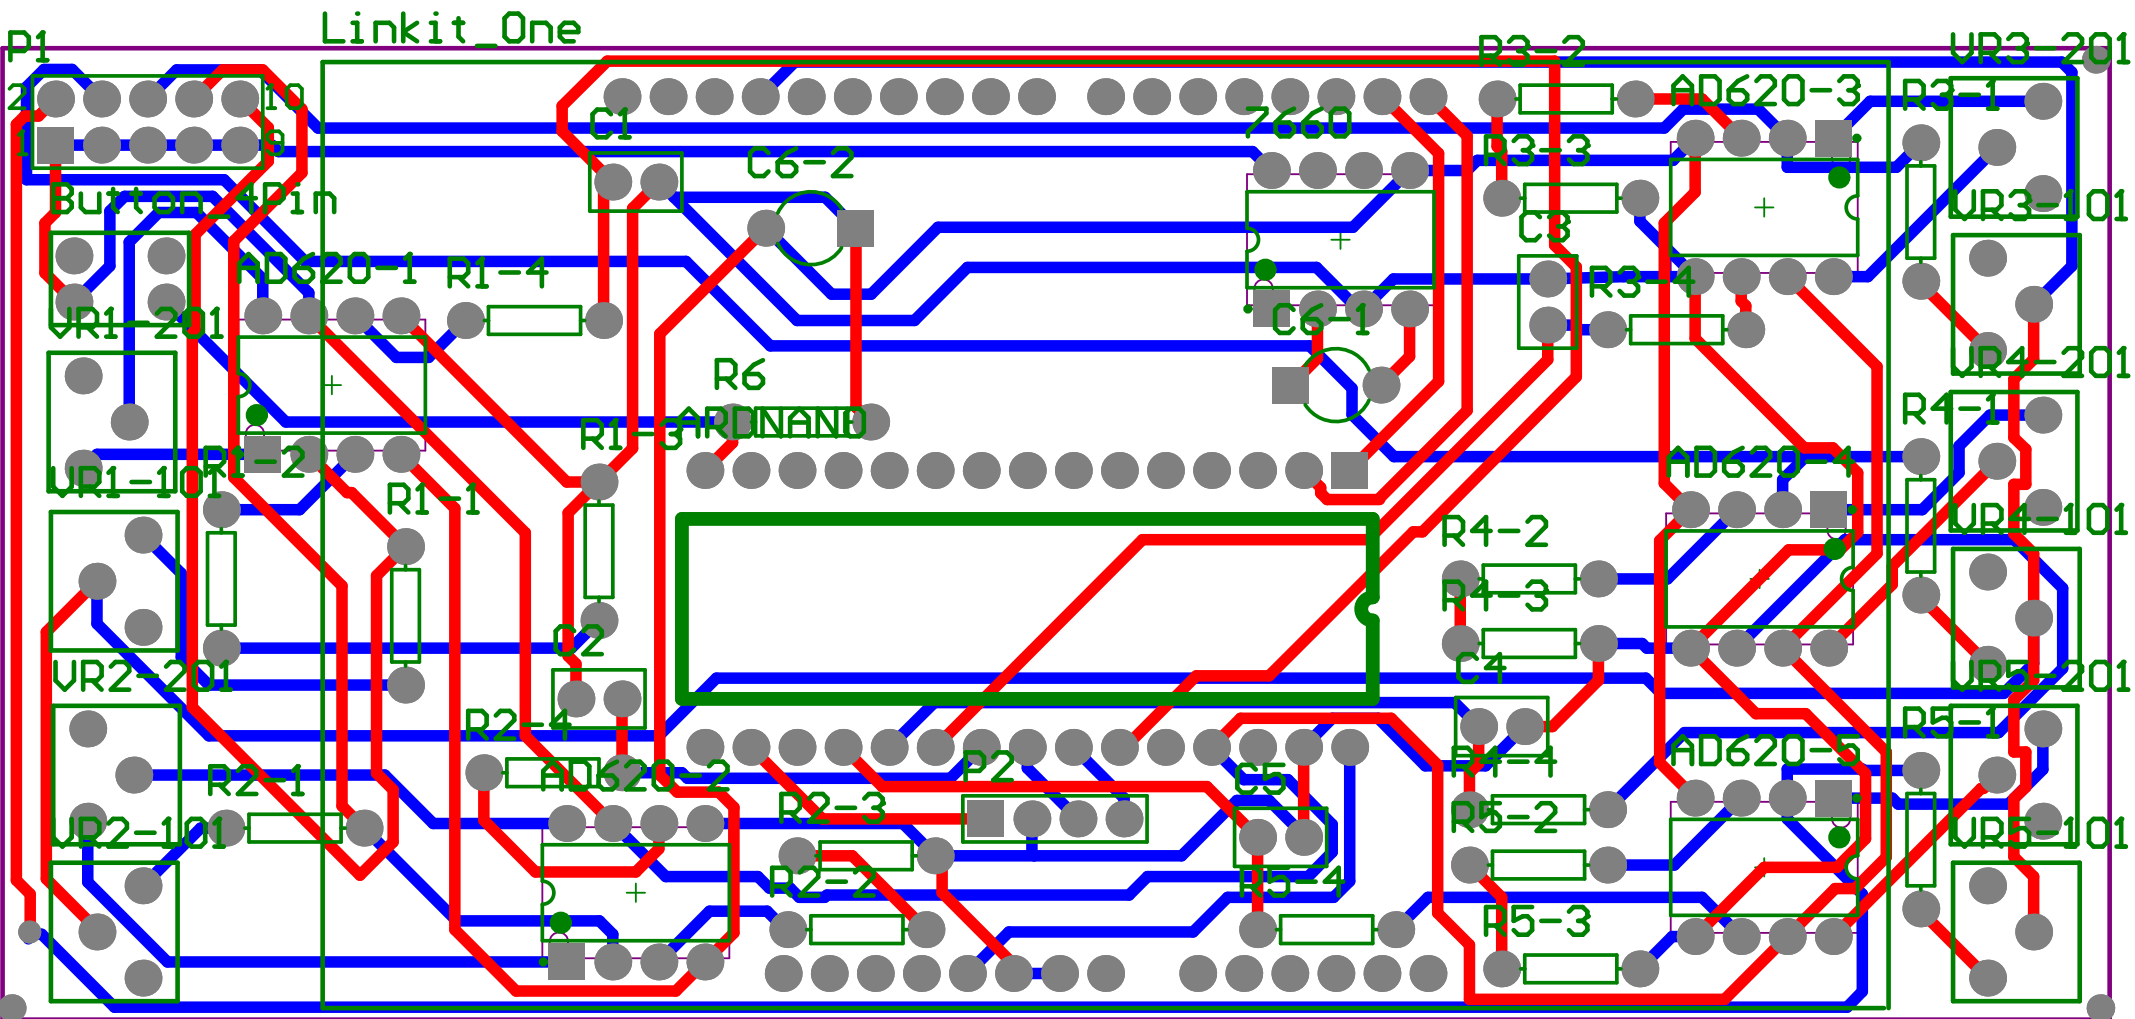 Linkit_One
P1
2
10
1
9
Button_4Pin
C1
C6-2
7660
R3-2
AD620-3
R3-1
VR3-201
R3-3
C3
VR3-101
AD620-1
R1-4
R3-4
VR1-201
C6-1
VR4-201
R6
ARDNANO
R1-3
R4-1
R1-2
VR1-101
R1-1
AD620-4
VR4-101
R4-2
R4-3
C2
C4
VR2-201
VR5-201
R2-4
R5-1
R2-1
AD620-2
P2
C5
R4-4
AD620-5
R2-3
R5-2
VR2-101
VR5-101
R2-2
R5-4
R5-3